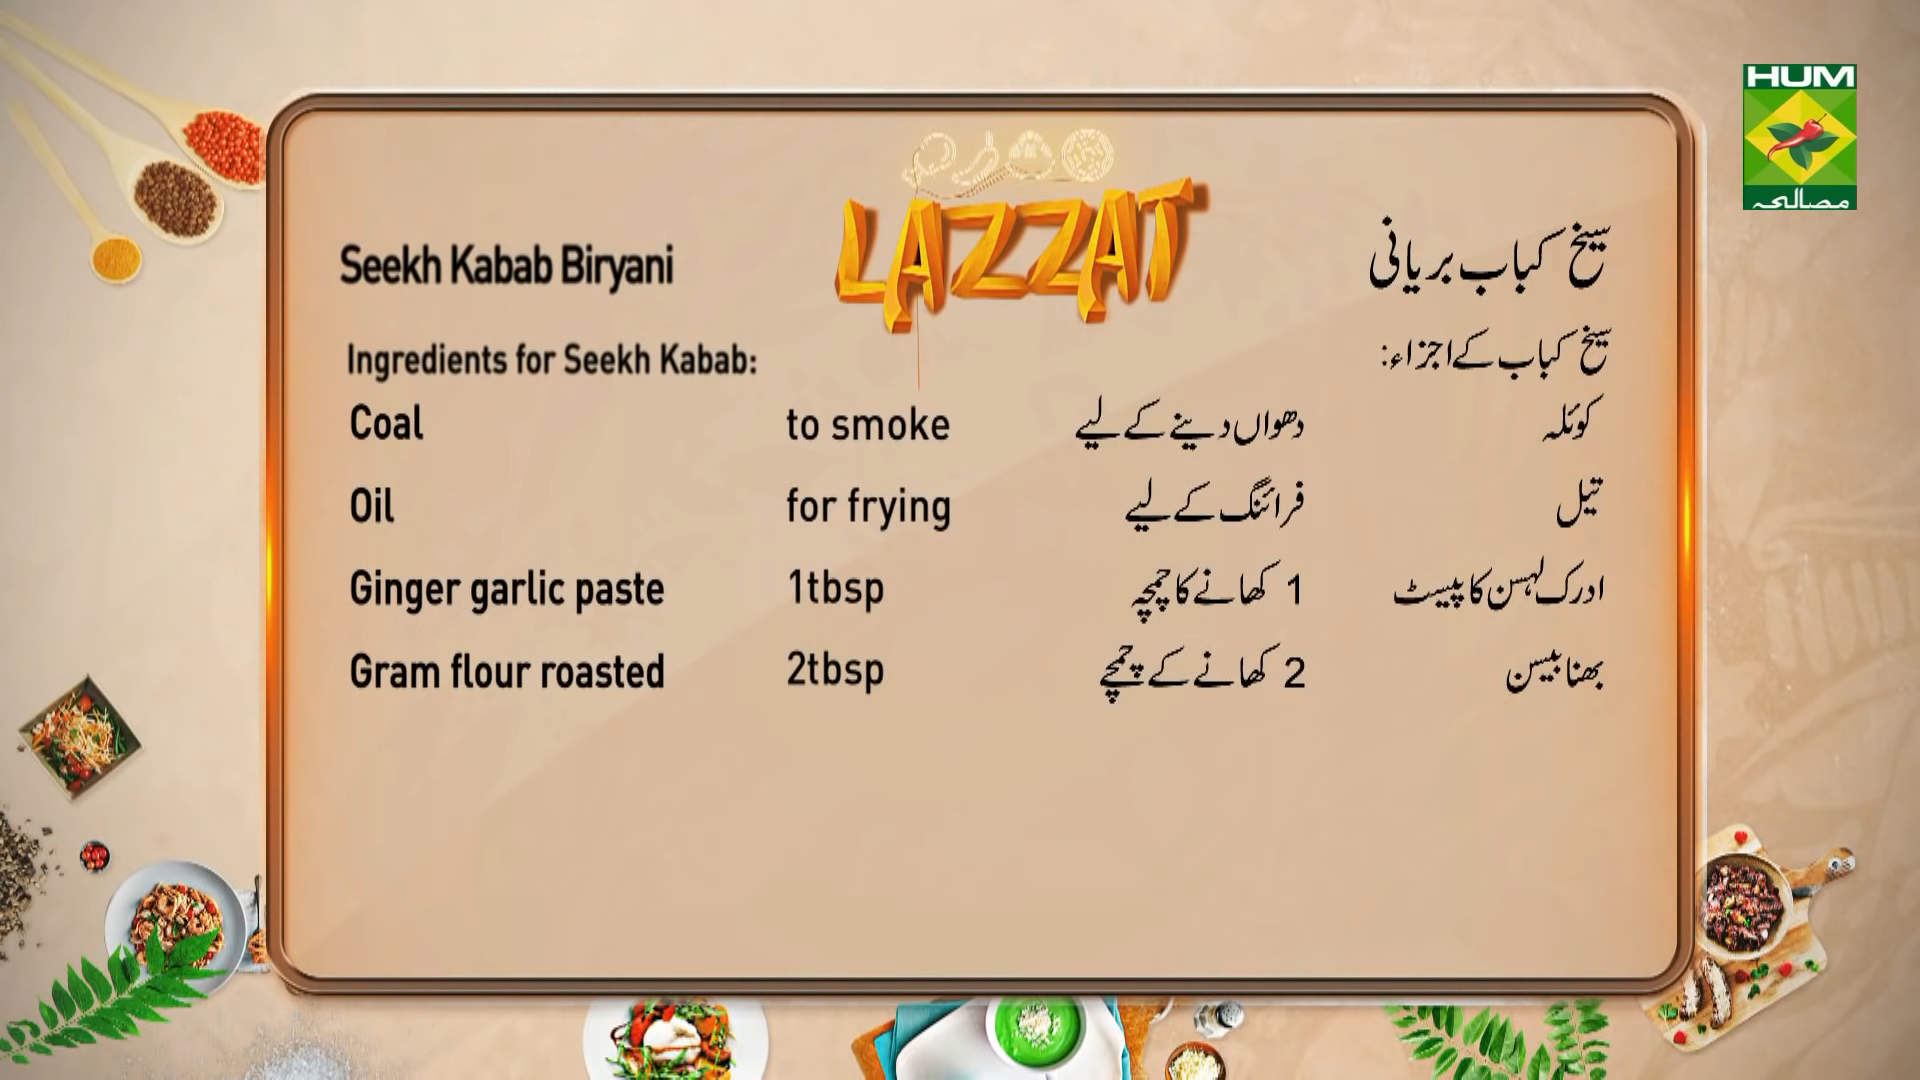 HUM
مصالحہ
LAZZAT
Seekh Kabab Biryani سیخ کباب بریانی
Ingredients for Seekh Kabab: سیخ کباب کے اجزاء:
Coal to smoke دھواں دینے کے لیے کوئلہ
Oil for frying فرائنگ کے لیے تیل
Ginger garlic paste 1tbsp 1 کھانے کا چمچہ ادرک لہسن کا پیسٹ
Gram flour roasted 2tbsp 2 کھانے کے چمچے بھنا بیسن